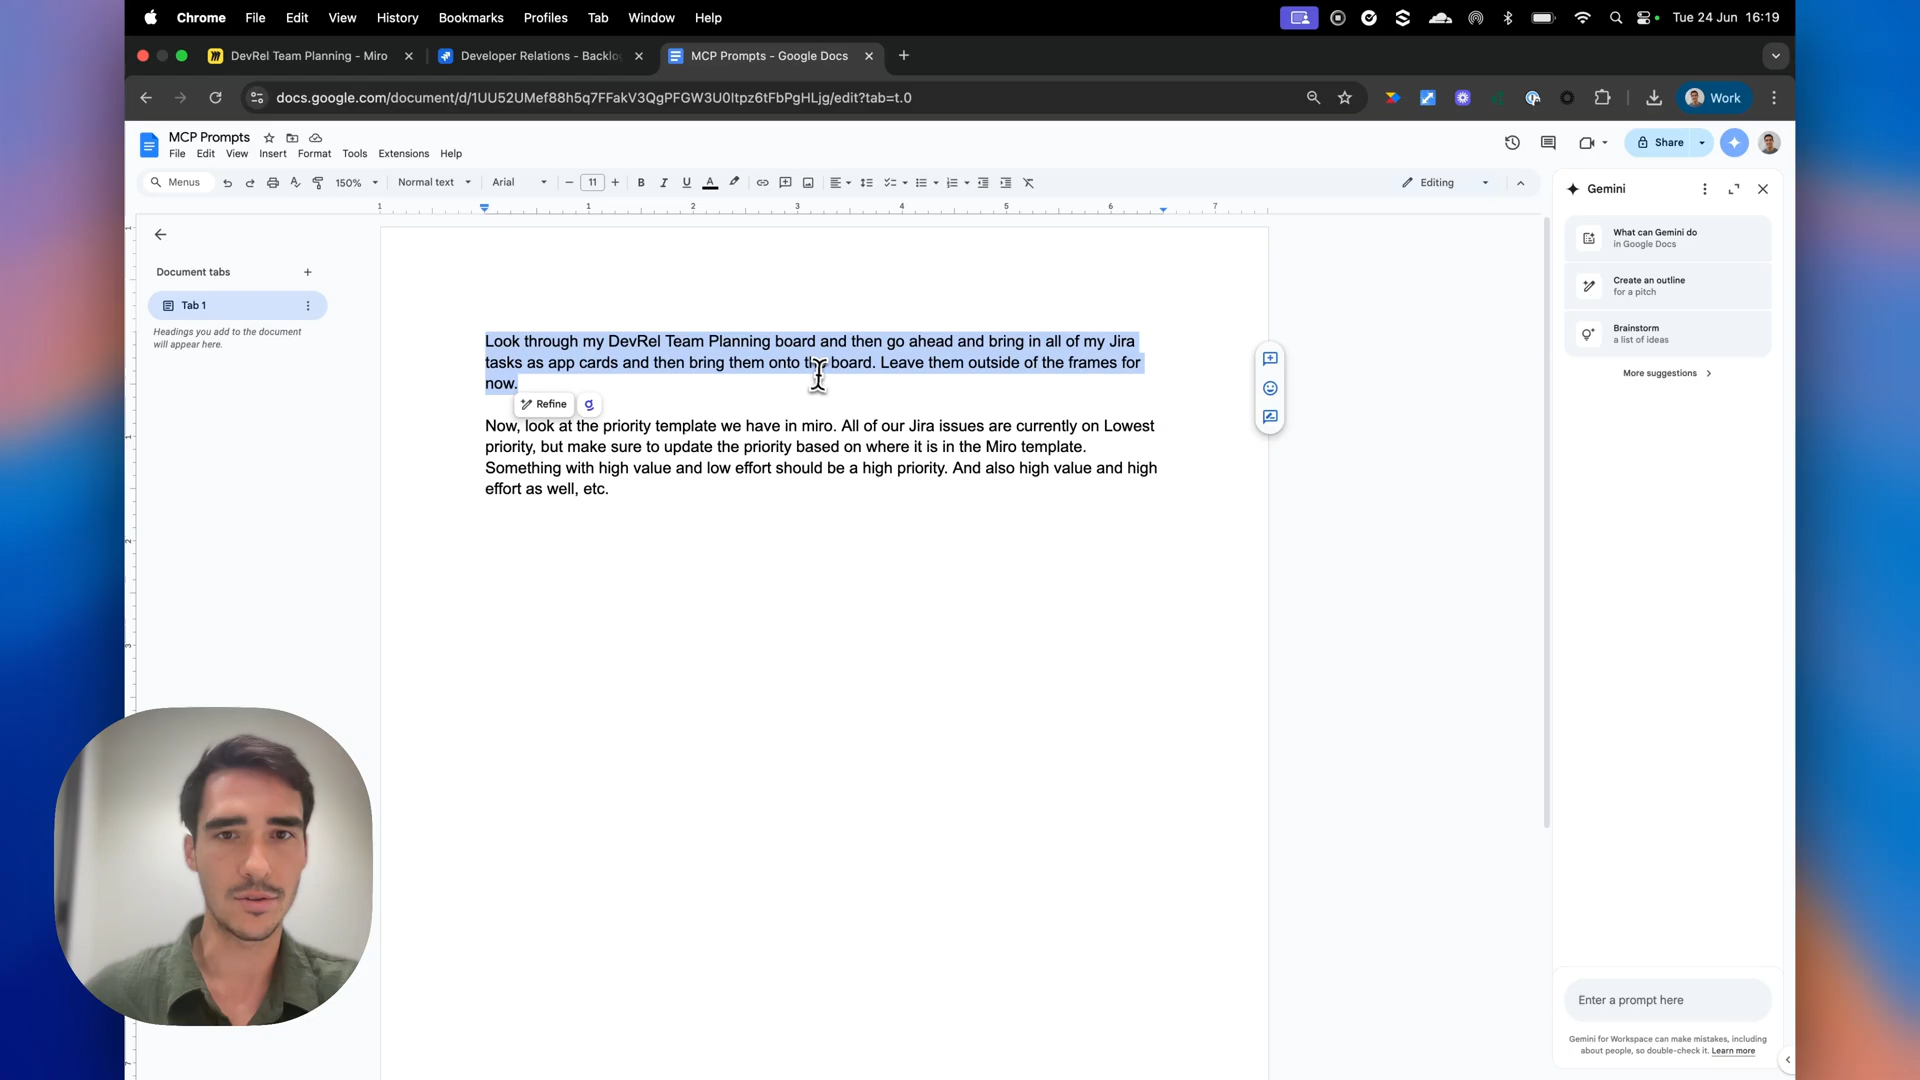 Chrome File Edit View History Bookmarks Profiles Tab Window Help Tue 24 Jun 16:19
DevRel Team Planning - Miro Developer Relations - Backlo MCP Prompts - Google Docs
docs.google.com/document/d/1UU52UMef88h5q7FFakV3QgPFGW3U0ltpz6tFbPgHLjg/edit?tab=t.0 Work
MCP Prompts
File Edit View Insert Format Tools Extensions Help
Share
Menus 150% Normal text Arial 11 Editing
1 1 2 3 4 5 6 7
Document tabs
Tab 1
Headings you add to the document
will appear here.
Look through my DevRel Team Planning board and then go ahead and bring in all of my Jira
tasks as app cards and then bring them onto the board. Leave them outside of the frames for
now.
Refine
Now, look at the priority template we have in miro. All of our Jira issues are currently on Lowest
priority, but make sure to update the priority based on where it is in the Miro template.
Something with high value and low effort should be a high priority. And also high value and high
effort as well, etc.
Gemini
What can Gemini do
in Google Docs
Create an outline
for a pitch
Brainstorm
a list of ideas
More suggestions
Enter a prompt here
Gemini for Workspace can make mistakes, including
about people, so double-check it. Learn more